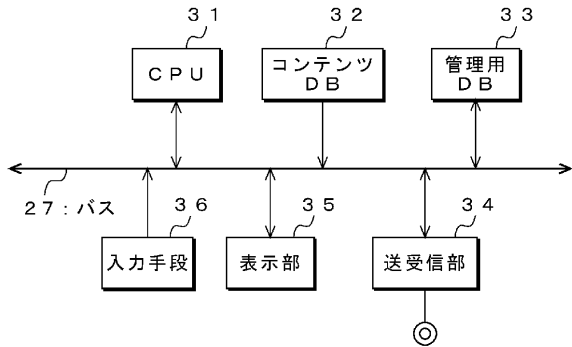 31
32
33
CPU
コンテンツ
DB
管理用
DB
27:バス
36
35
34
入力手段
表示部
送受信部